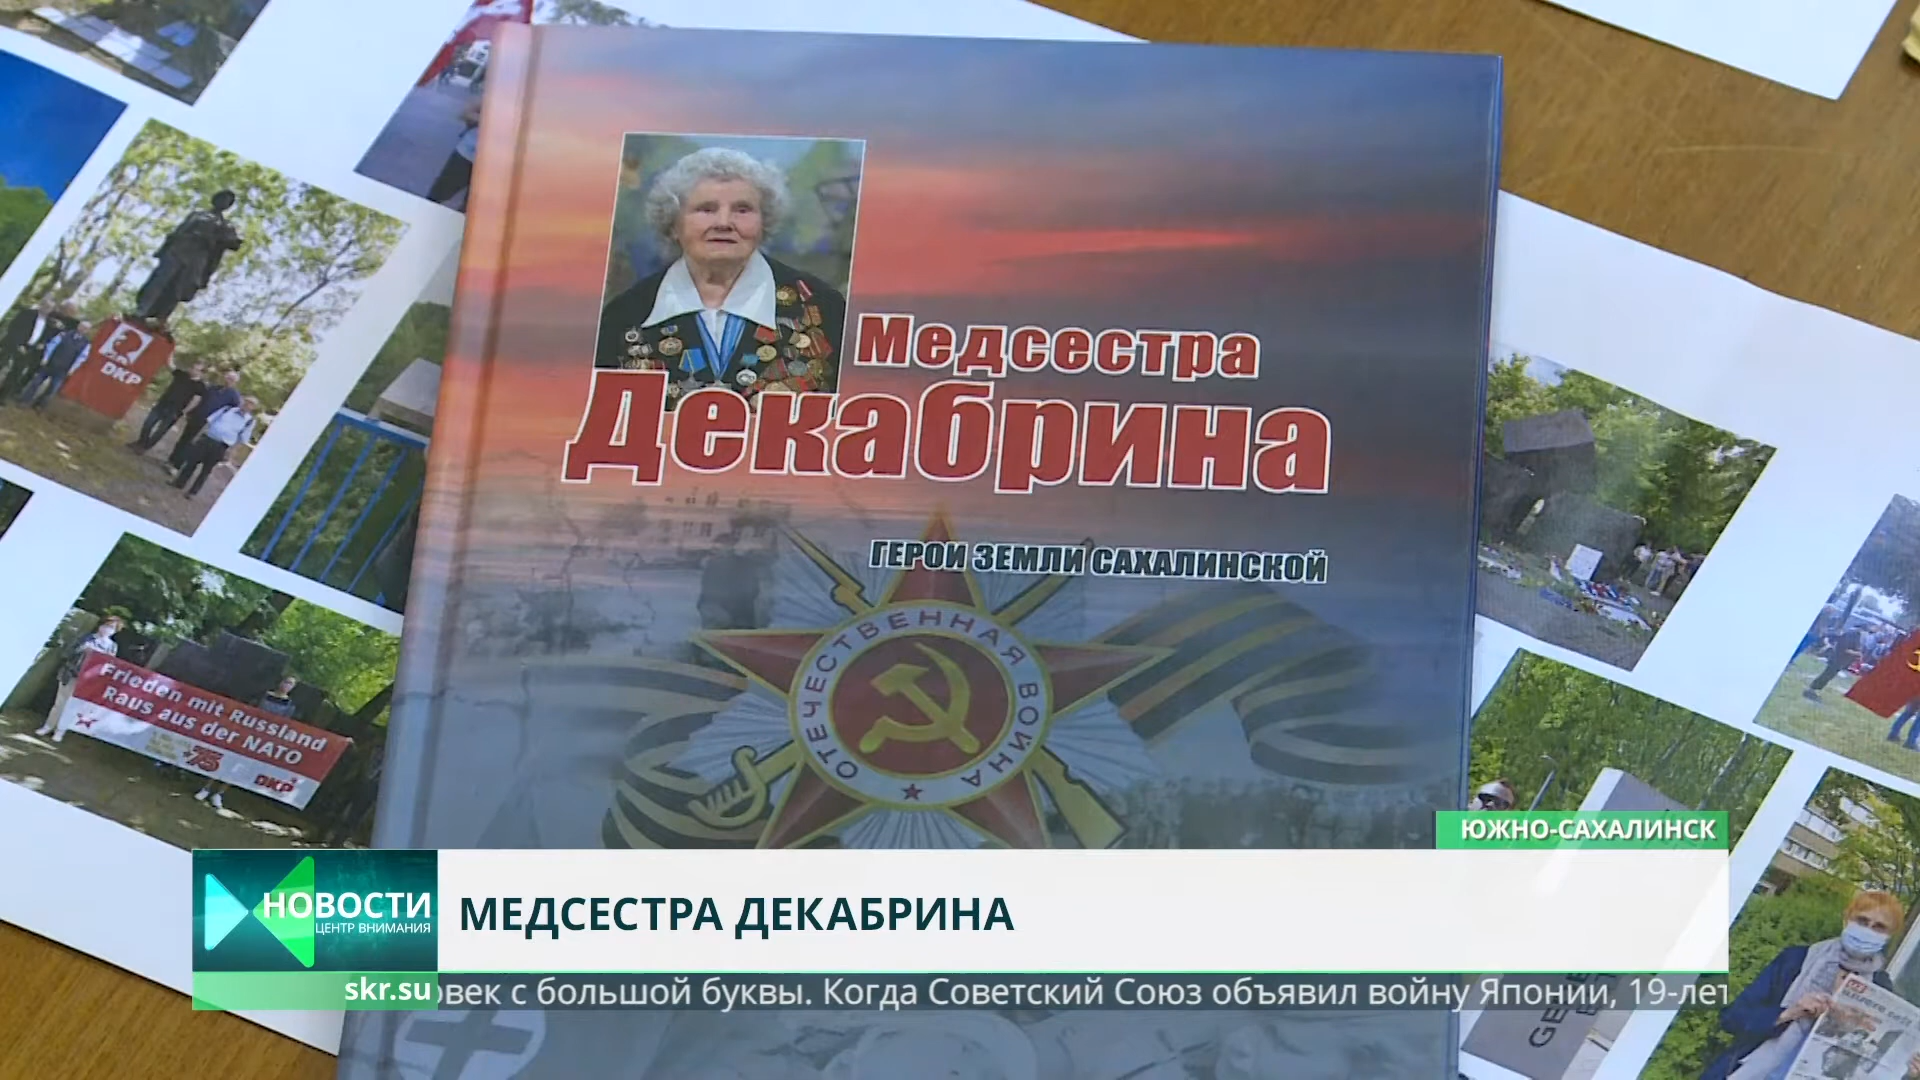 Медсестра
Декабрина
ГЕРОИ ЗЕМЛИ САХАЛИНСКОЙ
ОТЕЧЕСТВЕННАЯ ВОЙНА
DKP
Frieden mit Russland
Raus aus der NATO
75
DKP
ЮЖНО-САХАЛИНСК
НОВОСТИ
ЦЕНТР ВНИМАНИЯ
МЕДСЕСТРА ДЕКАБРИНА
skr.su
овек с большой буквы. Когда Советский Союз объявил войну Японии, 19-лет